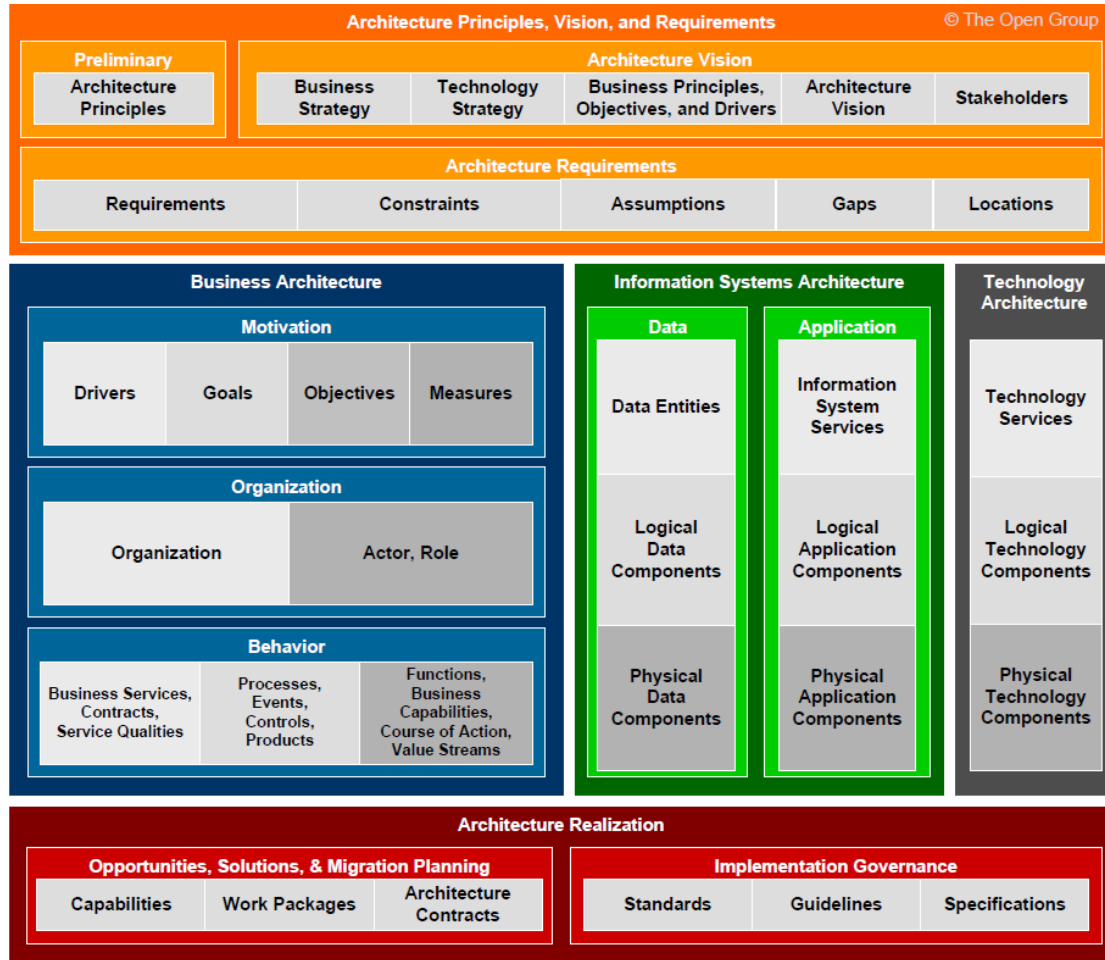 Architecture Principles, Vision, and Requirements
© The Open Group
Preliminary
Architecture
Principles
Architecture Vision
Business
Strategy
Technology
Strategy
Business Principles,
Objectives, and Drivers
Architecture
Vision
Stakeholders
Architecture Requirements
Requirements
Constraints
Assumptions
Gaps
Locations
Business Architecture
Motivation
Drivers
Goals
Objectives
Measures
Organization
Organization
Actor, Role
Behavior
Business Services,
Contracts,
Service Qualities
Processes,
Events,
Controls,
Products
Functions,
Business
Capabilities,
Course of Action,
Value Streams
Information Systems Architecture
Data
Data Entities
Logical
Data
Components
Physical
Data
Components
Application
Information
System
Services
Logical
Application
Components
Physical
Application
Components
Technology
Architecture
Technology
Services
Logical
Technology
Components
Physical
Technology
Components
Architecture Realization
Opportunities, Solutions, & Migration Planning
Capabilities
Work Packages
Architecture
Contracts
Implementation Governance
Standards
Guidelines
Specifications